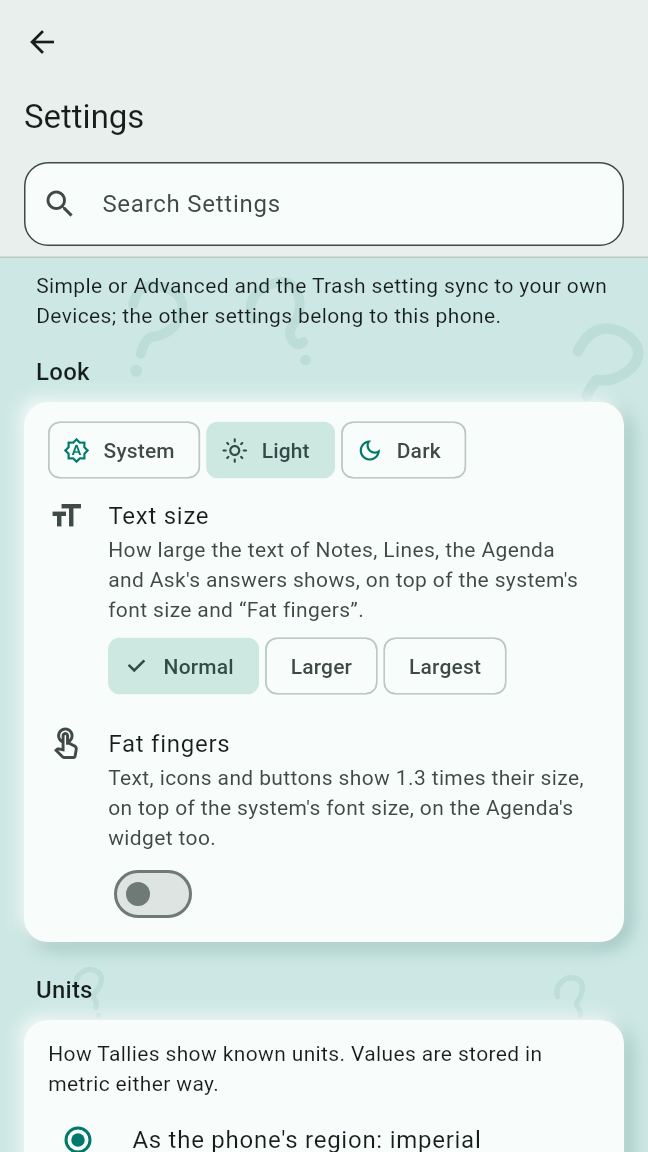 Settings
Search Settings
Simple or Advanced and the Trash setting sync to your own
Devices; the other settings belong to this phone.
Look
System
Light
Dark
Text size
How large the text of Notes, Lines, the Agenda
and Ask's answers shows, on top of the system's
font size and “Fat fingers”.
Normal
Larger
Largest
Fat fingers
Text, icons and buttons show 1.3 times their size,
on top of the system's font size, on the Agenda's
widget too.
Units
How Tallies show known units. Values are stored in
metric either way.
As the phone's region: imperial